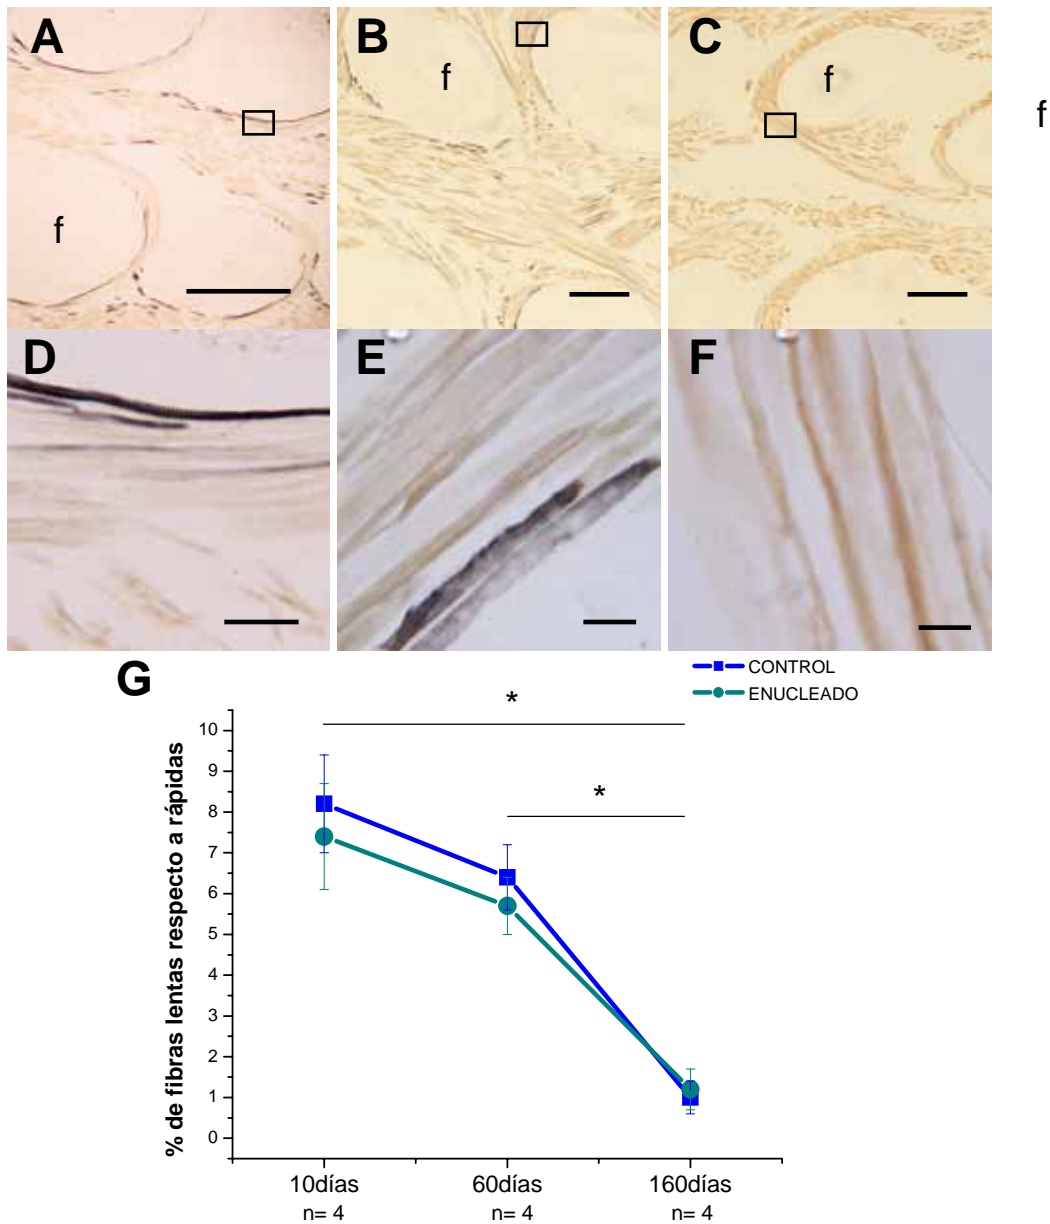 A
B
C
f
f
f
f
D
E
F
G
CONTROL
ENUCLEADO
*
*
% de fibras lentas respecto a rápidas
10
9
8
7
6
5
4
3
2
1
0
10días
60días
160días
n= 4
n= 4
n= 4